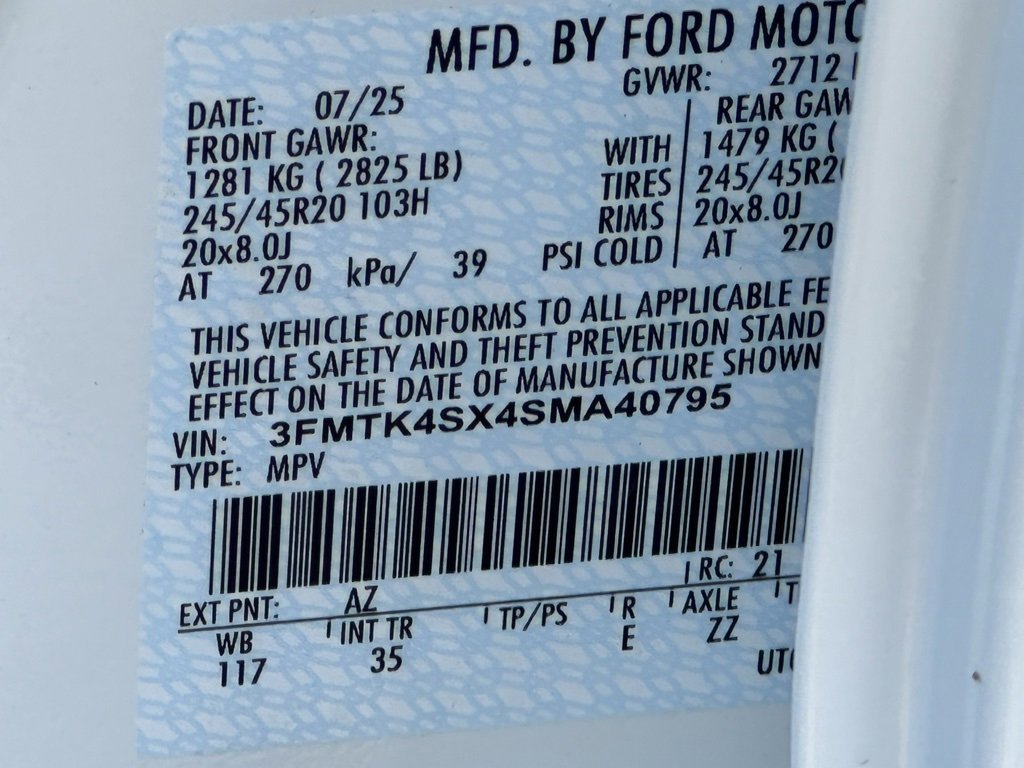 MFD. BY FORD MOTO
DATE: 07/25 GVWR: 2712
FRONT GAWR: REAR GAW
1281 KG ( 2825 LB) WITH 1479 KG (
245/45R20 103H TIRES 245/45R20
20x8.0J RIMS 20x8.0J
AT 270 kPa/ 39 PSI COLD AT 270
THIS VEHICLE CONFORMS TO ALL APPLICABLE FE
VEHICLE SAFETY AND THEFT PREVENTION STAND
EFFECT ON THE DATE OF MANUFACTURE SHOWN
VIN: 3FMTK4SX4SMA40795
TYPE: MPV
EXT PNT: AZ RC: 21
WB INT TR TP/PS R AXLE T
117 35 E ZZ
UT